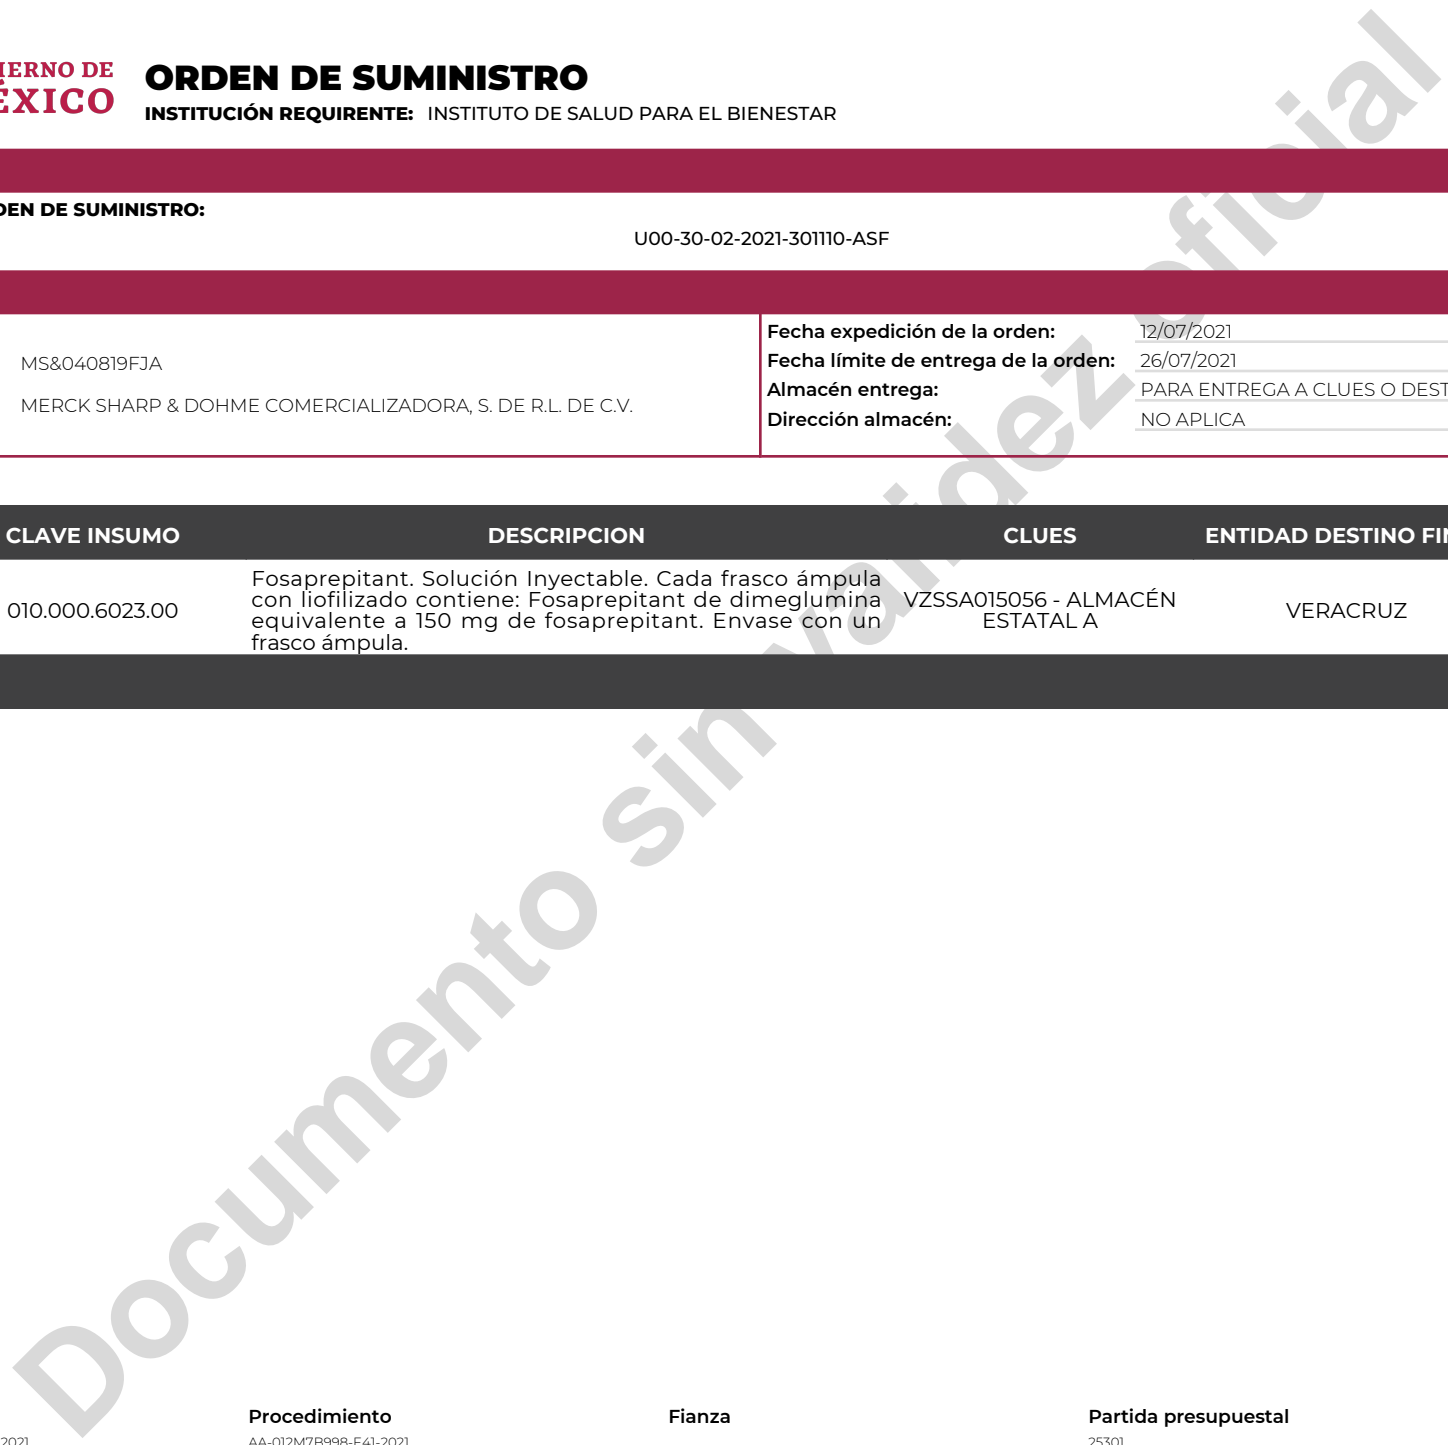 IERNO DE
ÉXICO
ORDEN DE SUMINISTRO
INSTITUCIÓN REQUIRENTE: INSTITUTO DE SALUD PARA EL BIENESTAR
DEN DE SUMINISTRO:
U00-30-02-2021-301110-ASF
MS&040819FJA
MERCK SHARP & DOHME COMERCIALIZADORA, S. DE R.L. DE C.V.
Fecha expedición de la orden: 12/07/2021
Fecha límite de entrega de la orden: 26/07/2021
Almacén entrega: PARA ENTREGA A CLUES O DEST
Dirección almacén: NO APLICA
CLAVE INSUMO DESCRIPCION CLUES ENTIDAD DESTINO FIN
010.000.6023.00
Fosaprepitant. Solución Inyectable. Cada frasco ámpula
con liofilizado contiene: Fosaprepitant de dimeglumina
equivalente a 150 mg de fosaprepitant. Envase con un
frasco ámpula.
VZSSA015056 - ALMACÉN
ESTATAL A
VERACRUZ
Documento sin validez oficial
Procedimiento Fianza Partida presupuestal
2021 AA-012M7B998-E41-2021 25301